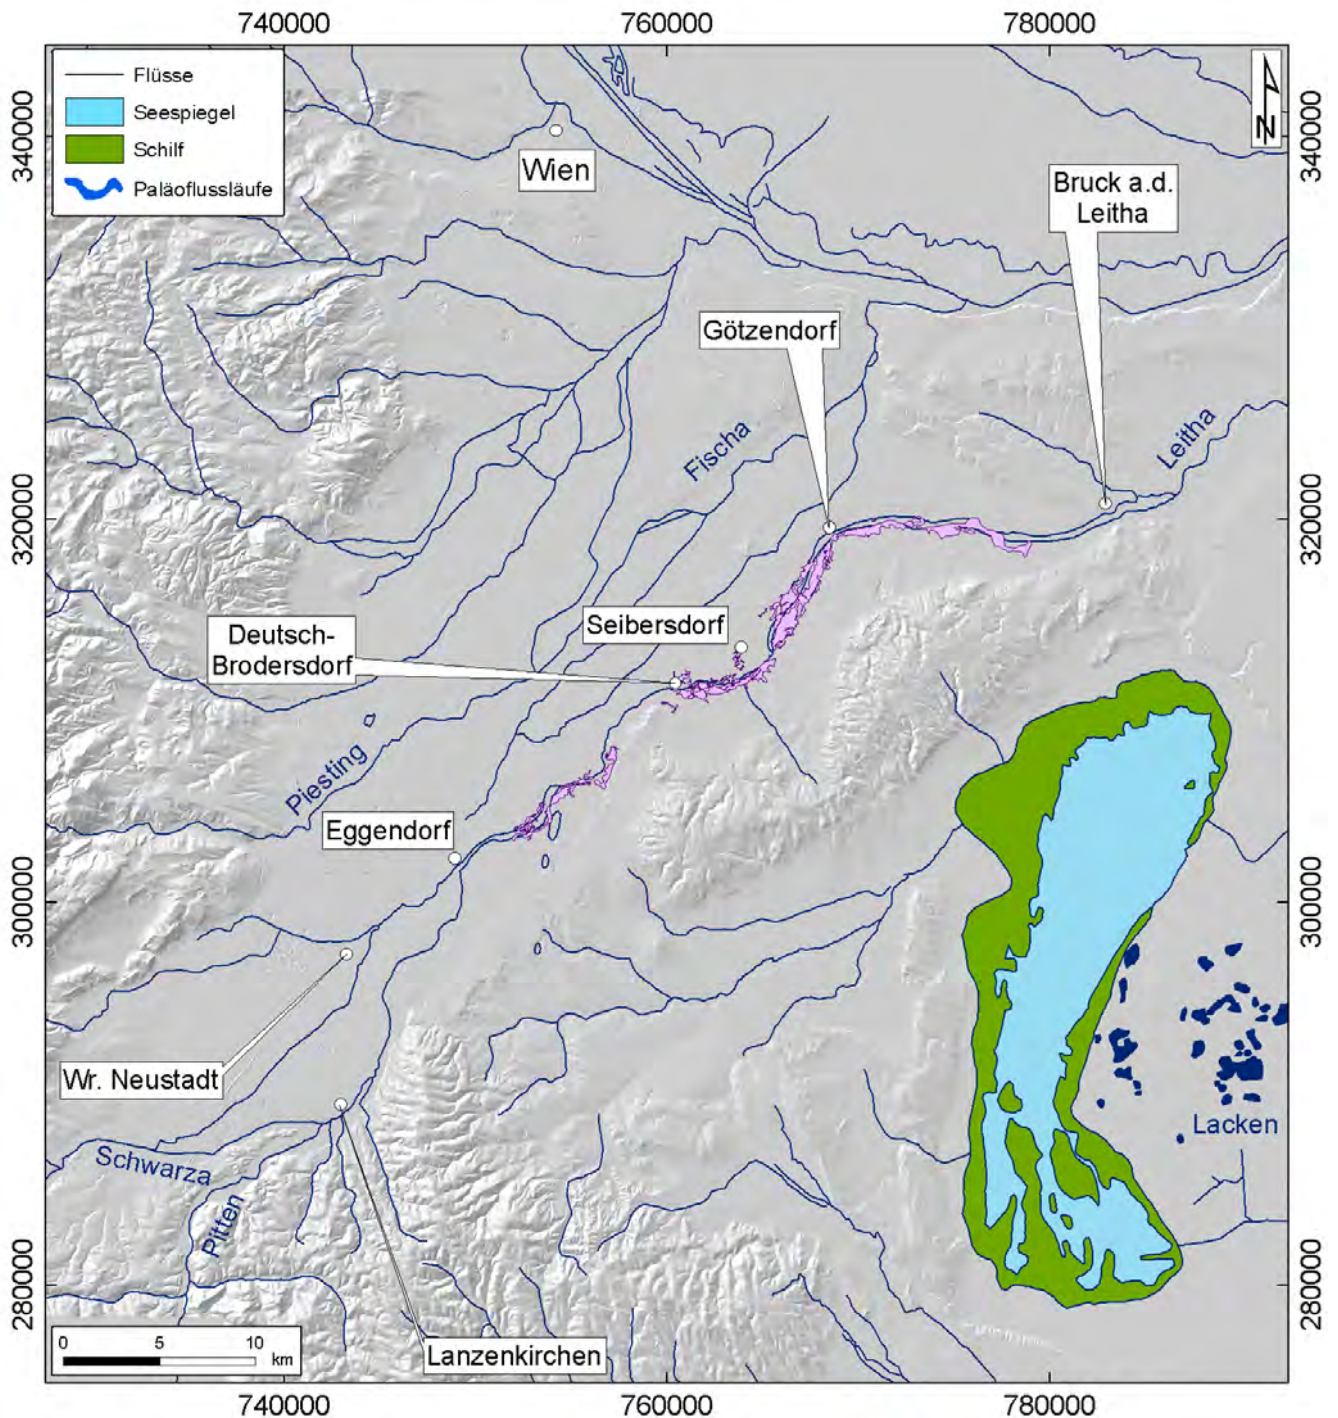 740000
760000
780000
340000
340000
Flüsse
Seespiegel
Schilf
Paläoflussläufe
N
Wien
Bruck a.d.
Leitha
Götzendorf
Fischa
Leitha
320000
320000
Seibersdorf
Deutsch-
Brodersdorf
Piesting
Eggendorf
300000
300000
Wr. Neustadt
Lacken
Schwarza
Pitten
280000
280000
0 5 10
km
Lanzenkirchen
740000
760000
780000